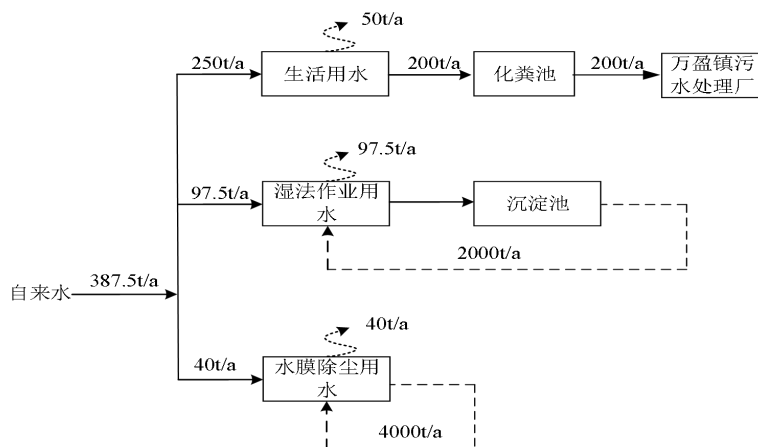 50t/a
250t/a
生活用水
200t/a
化粪池
200t/a
万盈镇污
水处理厂
97.5t/a
97.5t/a
湿法作业用
水
沉淀池
2000t/a
自来水
387.5t/a
40t/a
40t/a
水膜除尘用
水
4000t/a